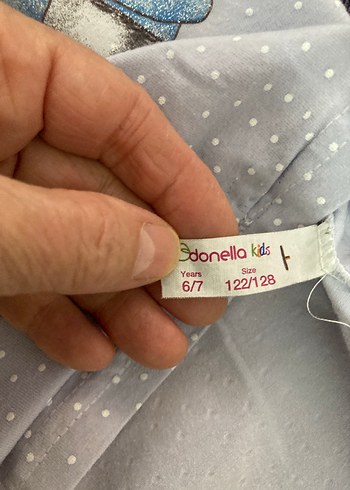 donella kids
Years Size
6/7 122/128